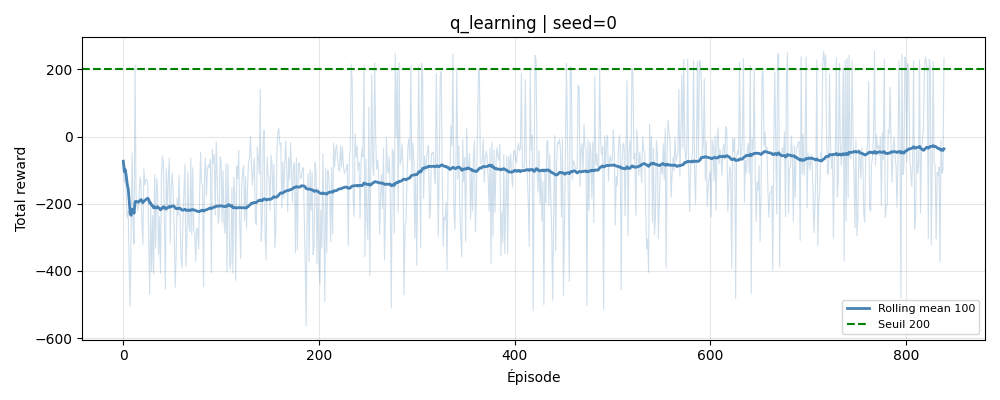 q_learning | seed=0
Total reward
200
0
−200
−400
−600
0
200
400
600
800
Épisode
Rolling mean 100
Seuil 200